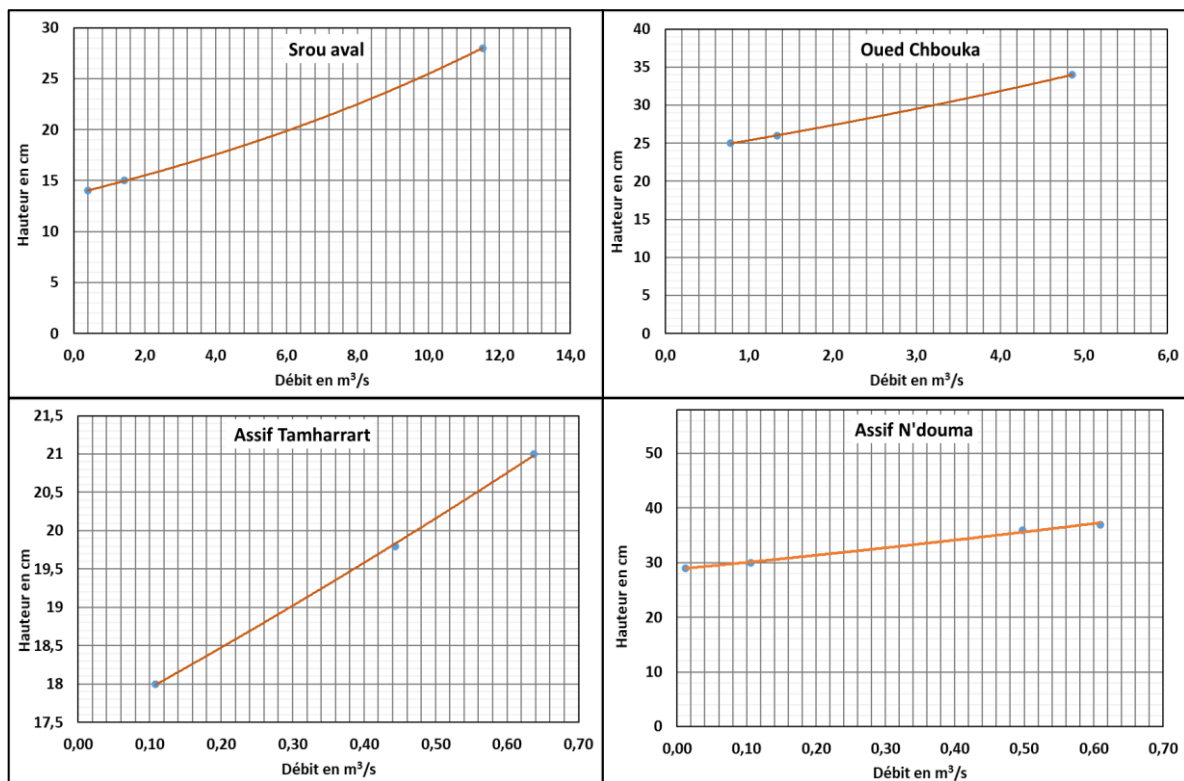 Srou aval
Hauteur en cm
30
25
20
15
10
5
0
0,0 2,0 4,0 6,0 8,0 10,0 12,0 14,0
Débit en m³/s
Oued Chbouka
Hauteur en cm
40
35
30
25
20
15
10
5
0
0,0 1,0 2,0 3,0 4,0 5,0 6,0
Débit en m³/s
Assif Tamharrart
Hauteur en cm
21,5
21
20,5
20
19,5
19
18,5
18
17,5
0,00 0,10 0,20 0,30 0,40 0,50 0,60 0,70
Débit en m³/s
Assif N'douma
Hauteur en cm
50
40
30
30
10
0
0,00 0,10 0,20 0,30 0,40 0,50 0,60 0,70
Débit en m³/s